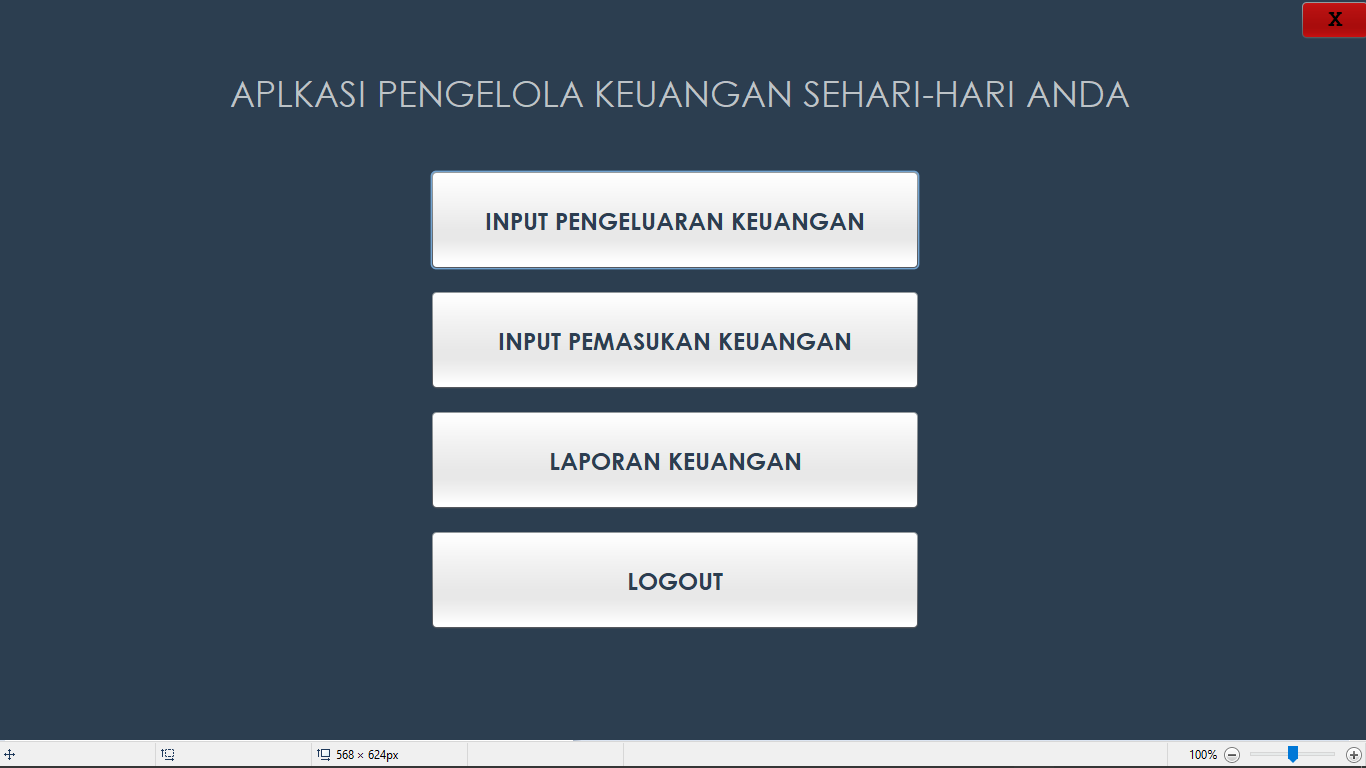 X
APLKASI PENGELOLA KEUANGAN SEHARI-HARI ANDA
INPUT PENGELUARAN KEUANGAN
INPUT PEMASUKAN KEUANGAN
LAPORAN KEUANGAN
LOGOUT
568 × 624px
100%